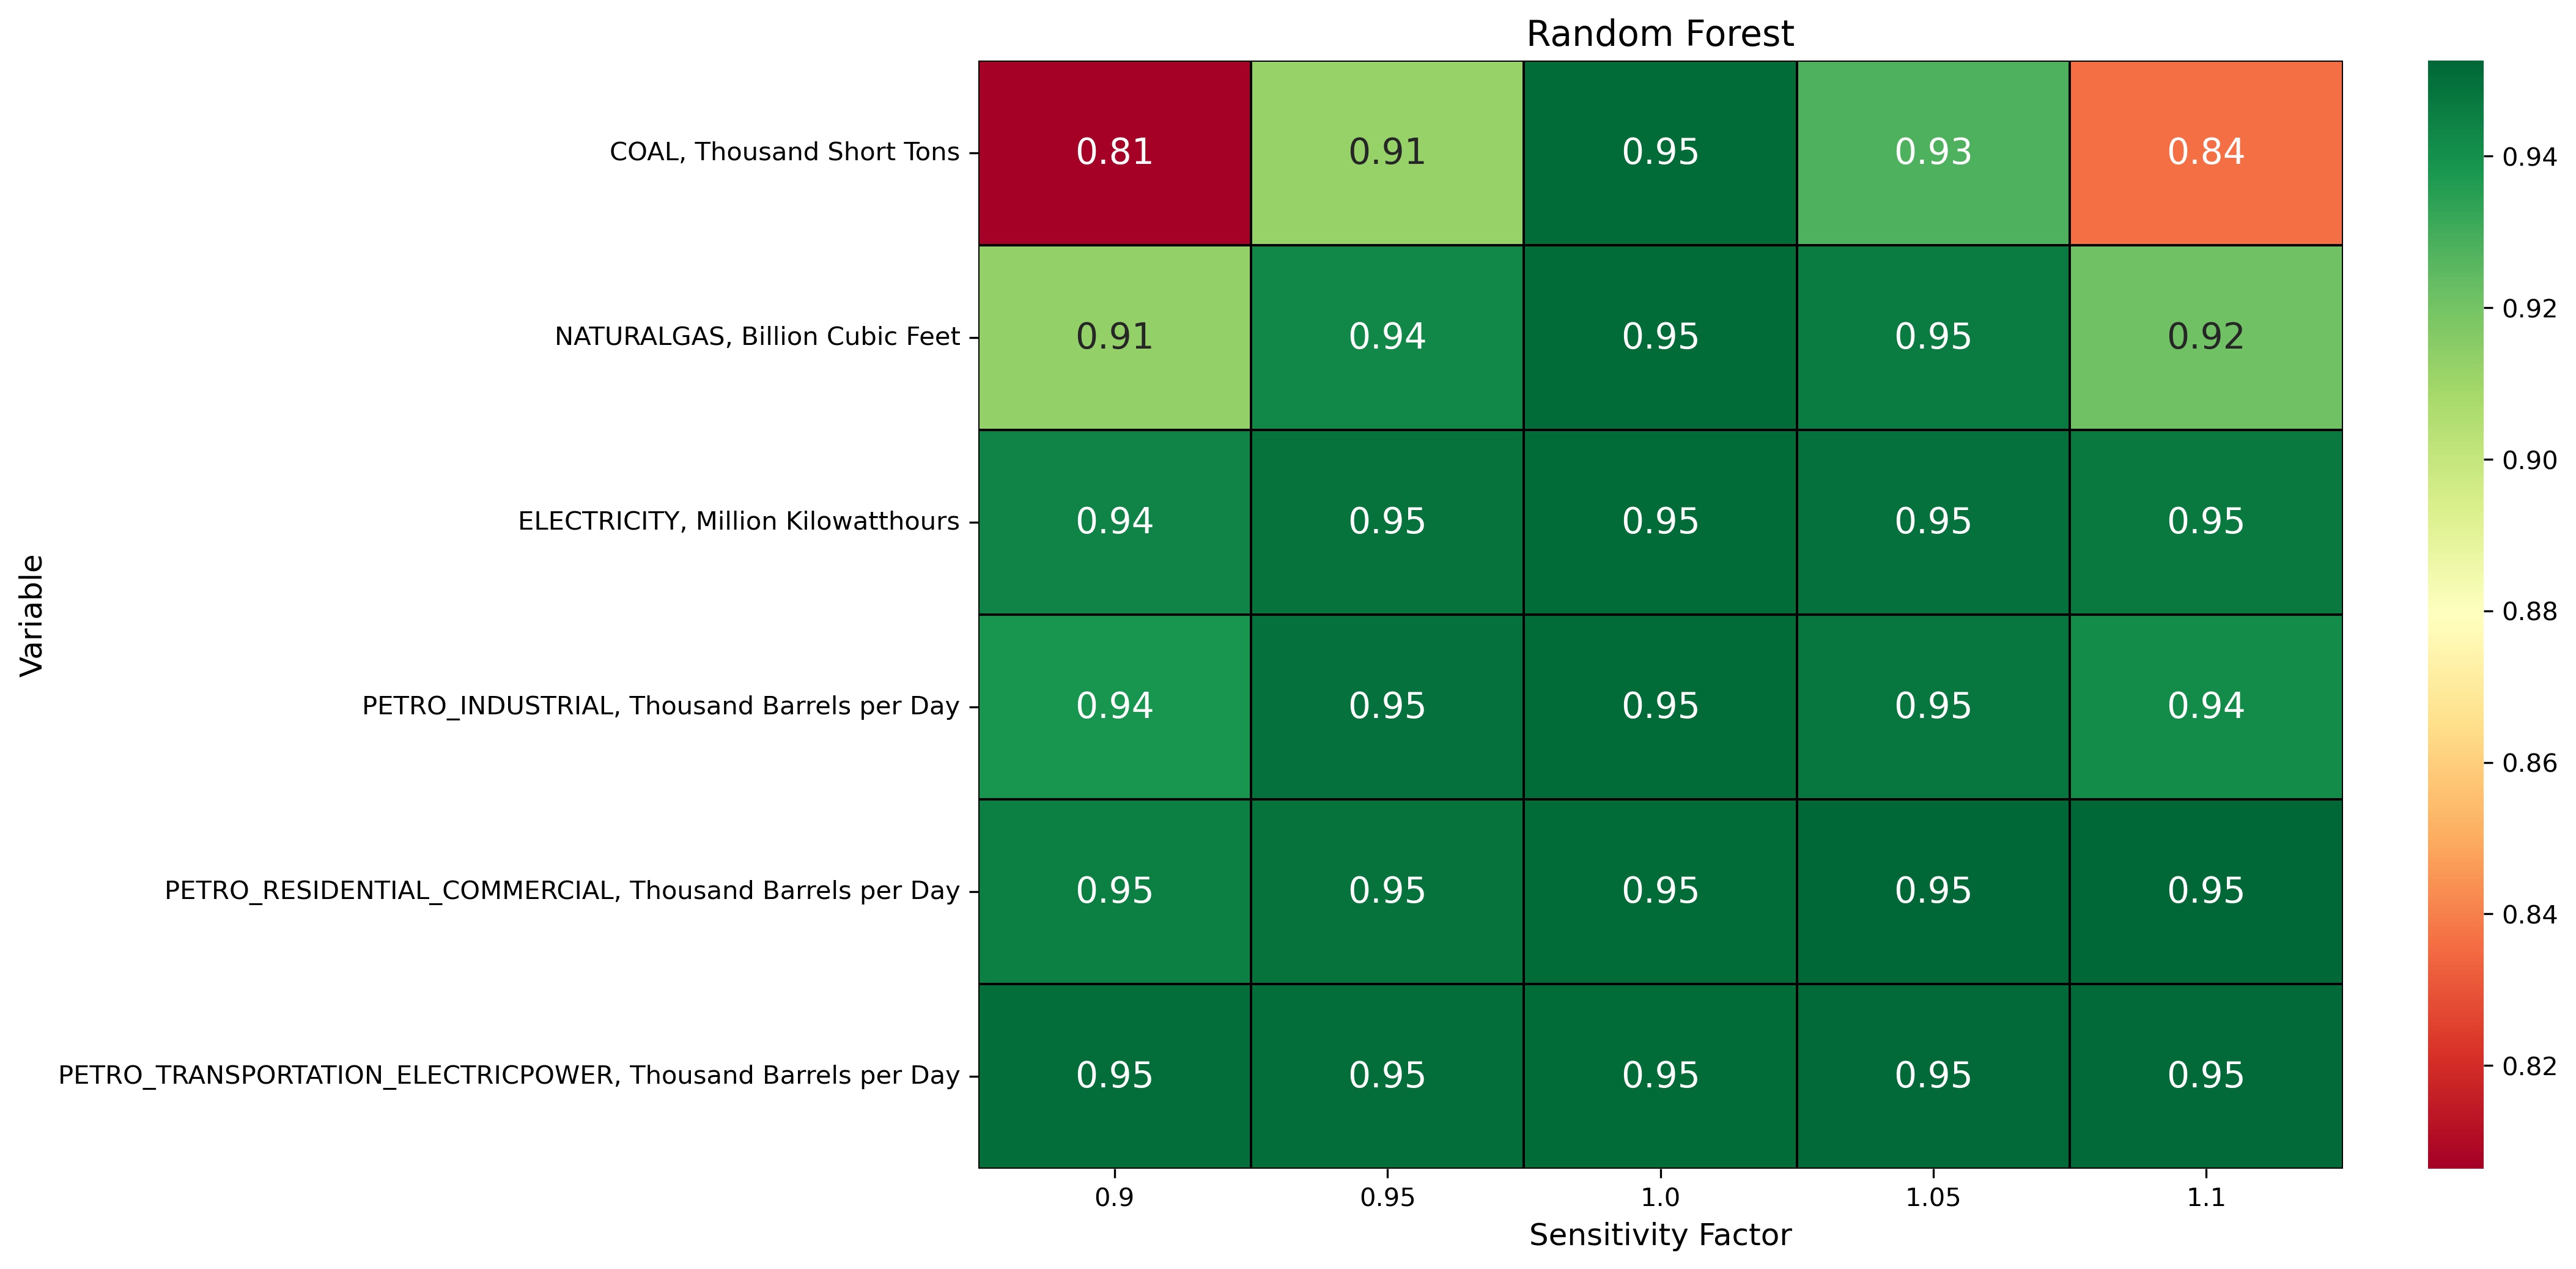 Random Forest
COAL, Thousand Short Tons 0.81 0.91 0.95 0.93 0.84
NATURALGAS, Billion Cubic Feet 0.91 0.94 0.95 0.95 0.92
ELECTRICITY, Million Kilowatthours 0.94 0.95 0.95 0.95 0.95
PETRO_INDUSTRIAL, Thousand Barrels per Day 0.94 0.95 0.95 0.95 0.94
PETRO_RESIDENTIAL_COMMERCIAL, Thousand Barrels per Day 0.95 0.95 0.95 0.95 0.95
PETRO_TRANSPORTATION_ELECTRICPOWER, Thousand Barrels per Day 0.95 0.95 0.95 0.95 0.95
0.9 0.95 1.0 1.05 1.1
Sensitivity Factor
Variable
0.94
0.92
0.90
0.88
0.86
0.84
0.82